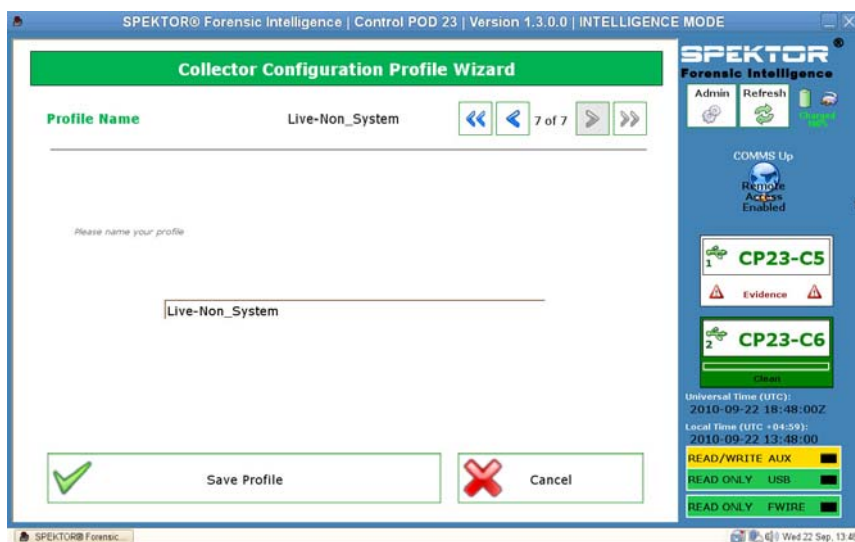 SPEKTOR® Forensic Intelligence | Control POD 23 | Version 1.3.0.0 | INTELLIGENCE MODE
Collector Configuration Profile Wizard
Profile Name
Live-Non_System
7 of 7
Please name your profile
Live-Non_System
Save Profile
Cancel
SPEKTOR®
Forensic Intelligence
Admin
Refresh
Charged
COMMS Up
Remote
Access
Enabled
1
CP23-C5
Evidence
2
CP23-C6
Clean
Universal Time (UTC):
2010-09-22 18:48:00Z
Local Time (UTC +04:59):
2010-09-22 13:48:00
READ/WRITE AUX
READ ONLY USB
READ ONLY FWIRE
SPEKTOR® Forensic...
Wed 22 Sep, 13:48